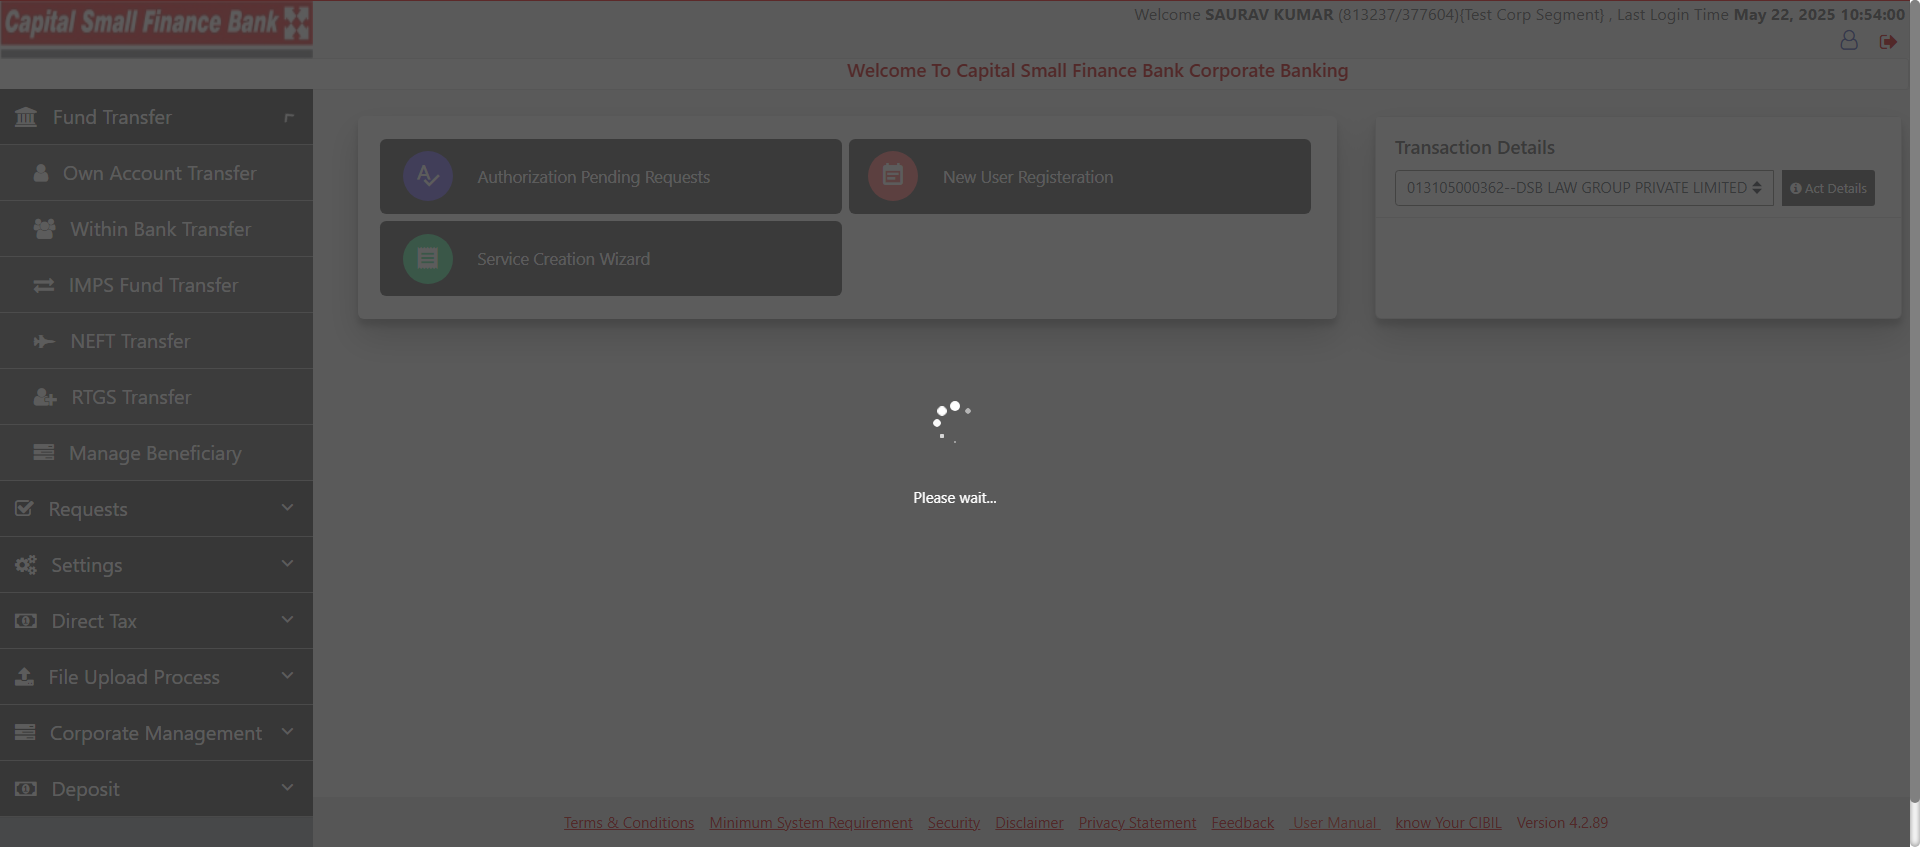 Capital Small Finance Bank
Welcome SAURAV KUMAR (813237/377604){Test Corp Segment} , Last Login Time May 22, 2025 10:54:00
Welcome To Capital Small Finance Bank Corporate Banking
Fund Transfer
Own Account Transfer
Within Bank Transfer
IMPS Fund Transfer
NEFT Transfer
RTGS Transfer
Manage Beneficiary
Requests
Settings
Direct Tax
File Upload Process
Corporate Management
Deposit
Authorization Pending Requests
New User Registeration
Service Creation Wizard
Transaction Details
013105000362--DSB LAW GROUP PRIVATE LIMITED
Act Details
Please wait...
Terms & Conditions Minimum System Requirement Security Disclaimer Privacy Statement Feedback User Manual know Your CIBIL Version 4.2.89